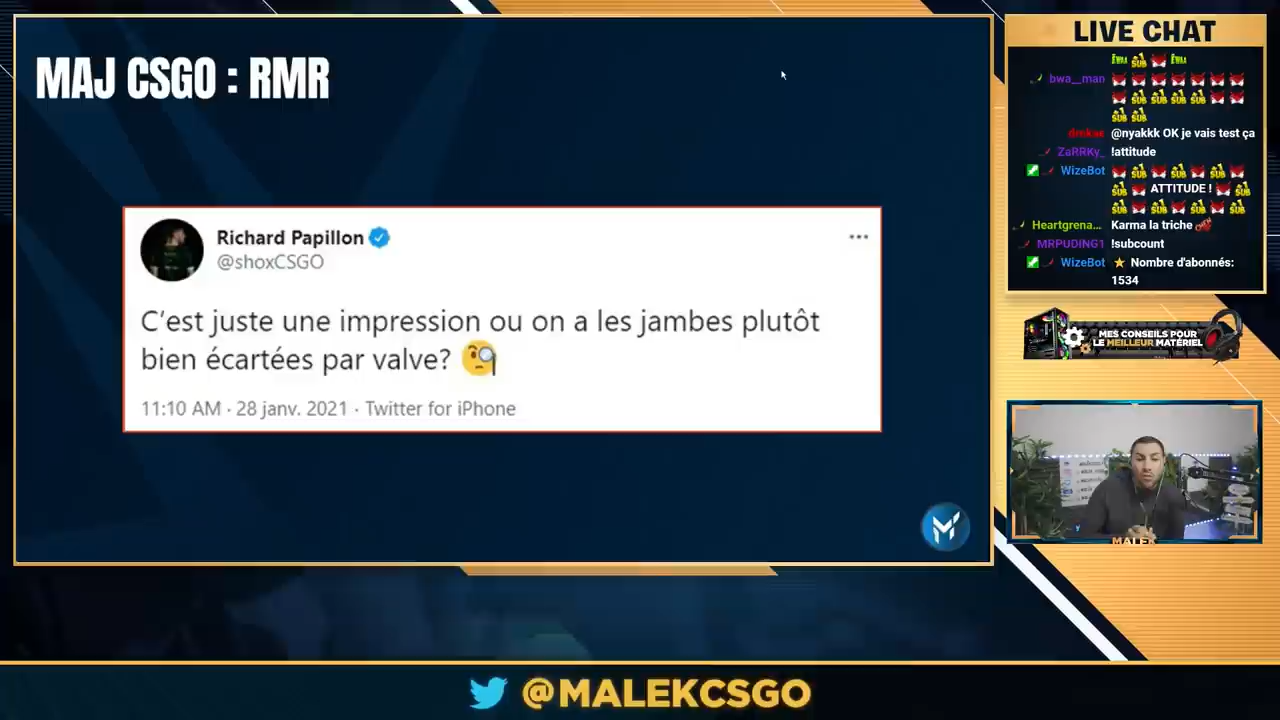 MAJ CSGO : RMR
Richard Papillon
@shoxCSGO
C'est juste une impression ou on a les jambes plutôt
bien écartées par valve?
11:10 AM · 28 janv. 2021 · Twitter for iPhone
LIVE CHAT
bwa__man
@nyakkk OK je vais test ça
ZaRRKy_ !attitude
WizeBot
ATTITUDE !
Heartgrena... Karma la triche
MRPUDING1 !subcount
WizeBot Nombre d'abonnés:
1534
MES CONSEILS POUR
LE MEILLEUR MATÉRIEL
MALEK
@MALEKCSGO